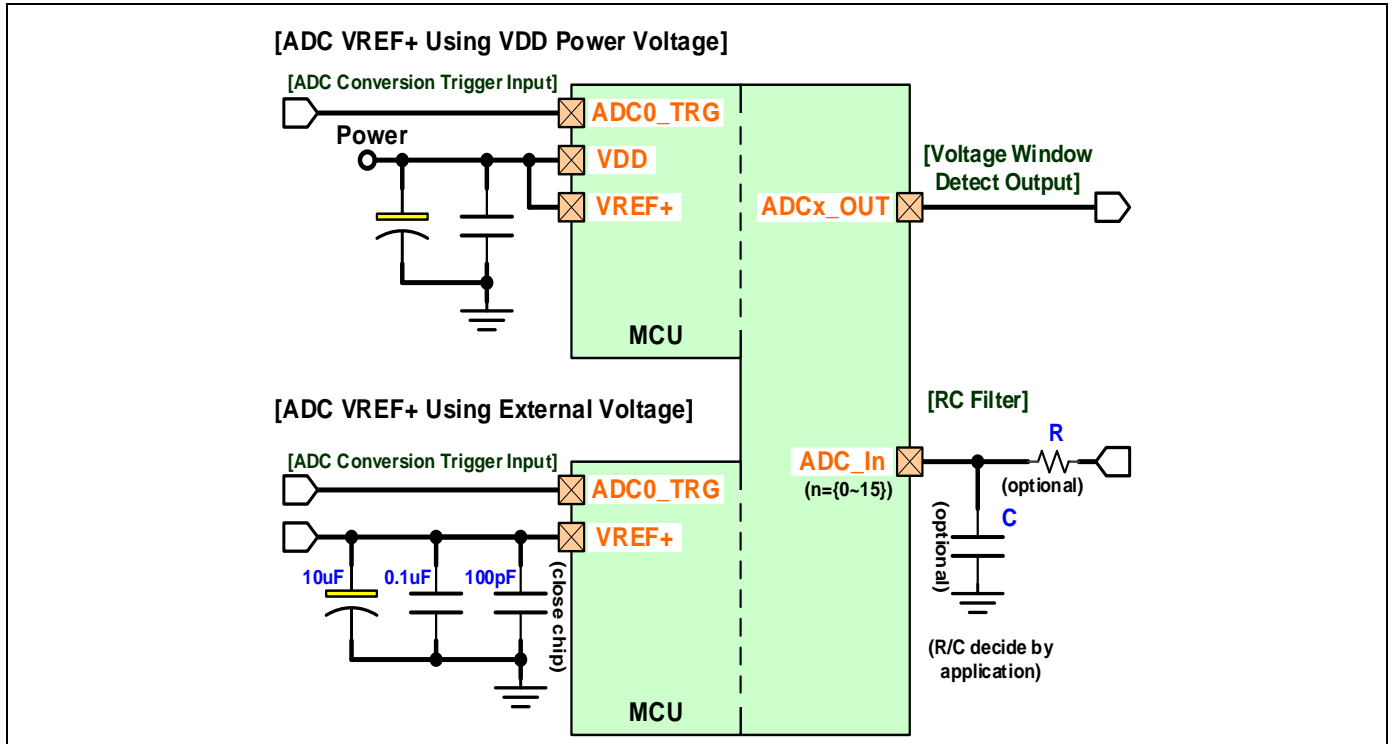 [ADC VREF+ Using VDD Power Voltage]
[ADC Conversion Trigger Input]
ADC0_TRG
Power
VDD
VREF+
MCU
[Voltage Window
Detect Output]
ADCx_OUT
[ADC VREF+ Using External Voltage]
[ADC Conversion Trigger Input]
ADC0_TRG
VREF+
10uF
0.1uF
100pF
(close chip)
MCU
[RC Filter]
R
ADC_In
(n={0~15})
(optional)
C
(optional)
(R/C decide by
application)